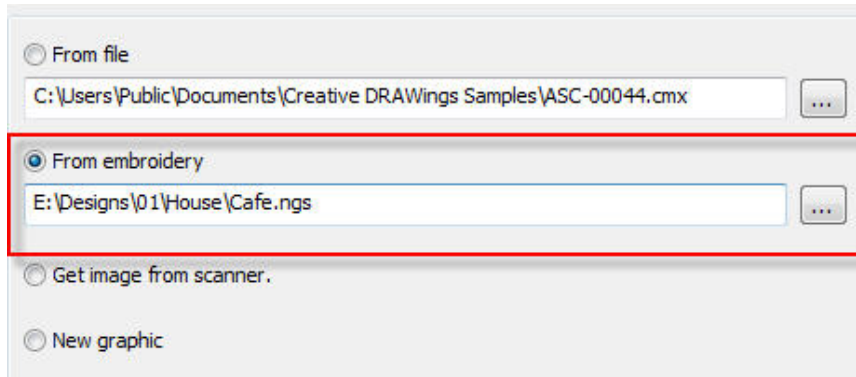 From file
C:\Users\Public\Documents\Creative DRAWings Samples\ASC-00044.cmx
...
From embroidery
E:\Designs\01\House\Cafe.ngs
...
Get image from scanner.
New graphic